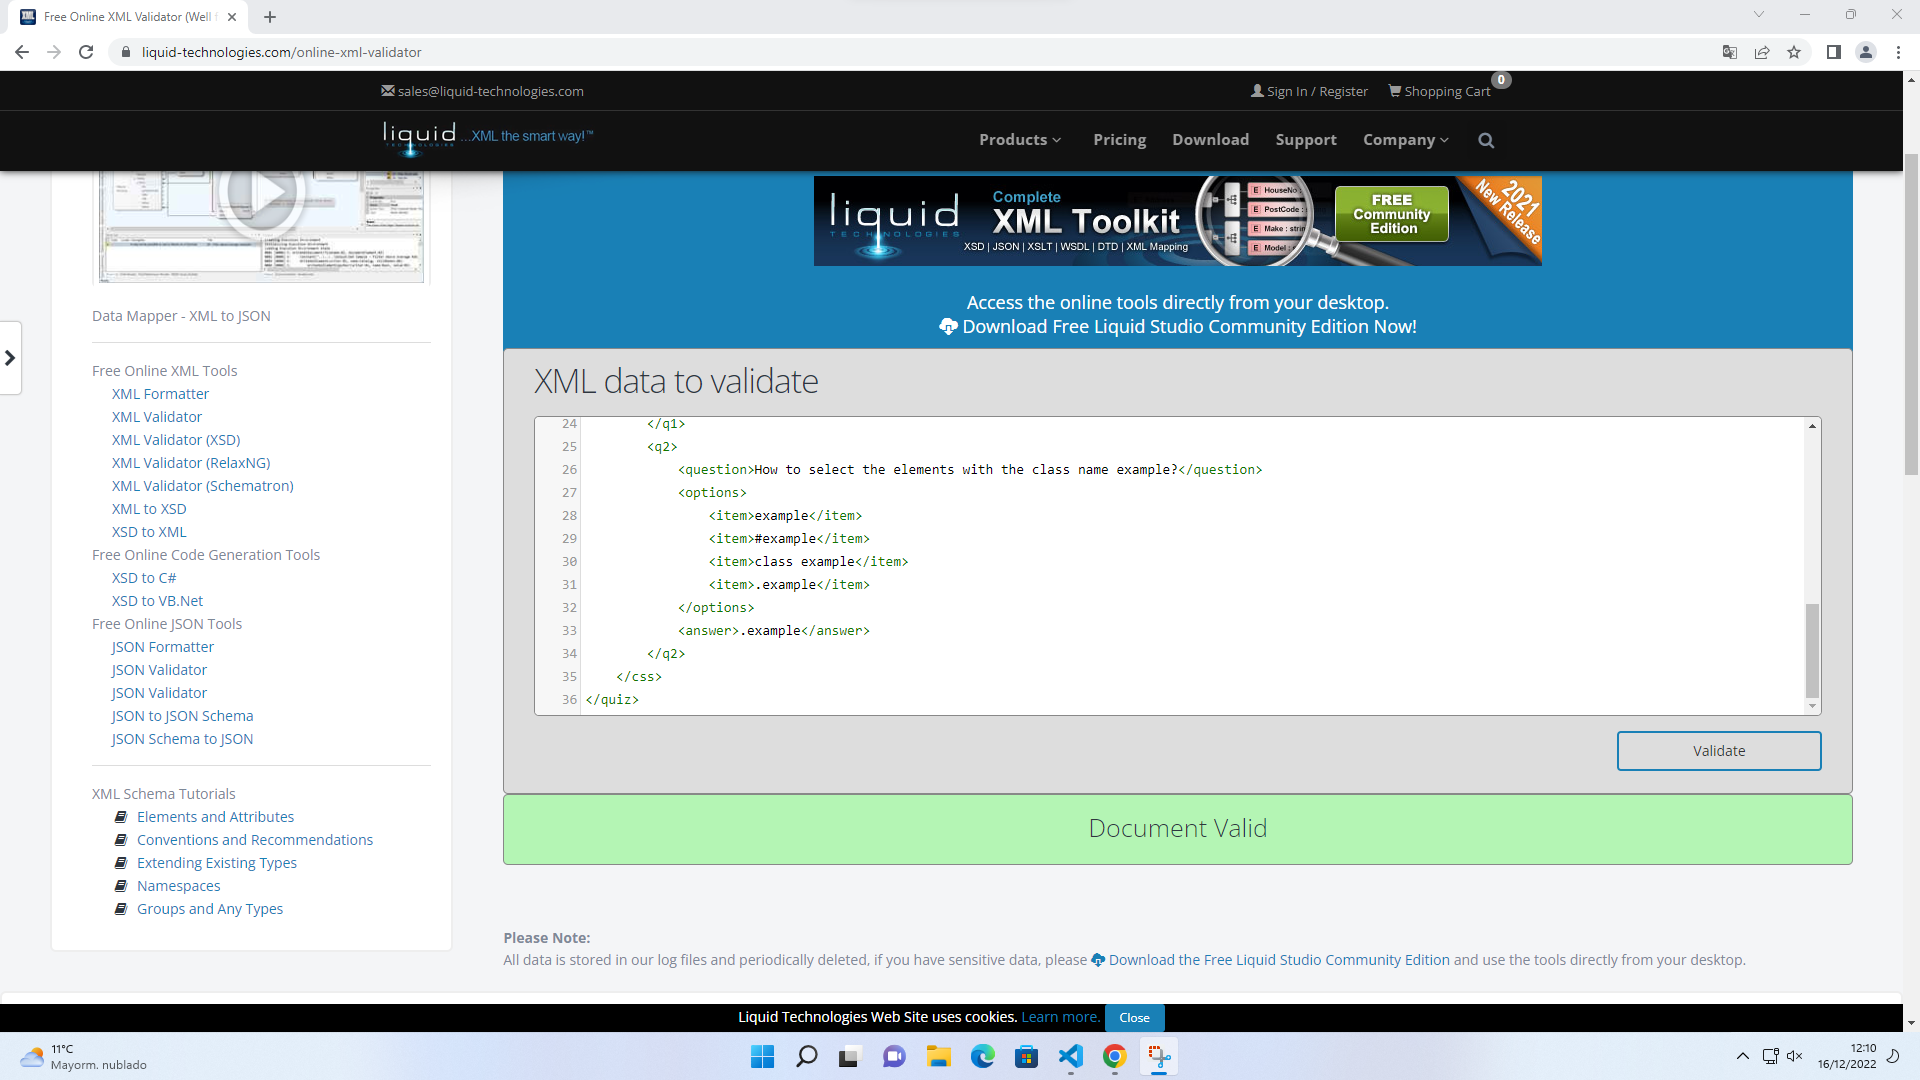 Free Online XML Validator (Well f
liquid-technologies.com/online-xml-validator
sales@liquid-technologies.com
Sign In / Register
Shopping Cart
0
liquid
TECHNOLOGIES
...XML the smart way!™
Products
Pricing
Download
Support
Company
Data Mapper - XML to JSON
Free Online XML Tools
XML Formatter
XML Validator
XML Validator (XSD)
XML Validator (RelaxNG)
XML Validator (Schematron)
XML to XSD
XSD to XML
Free Online Code Generation Tools
XSD to C#
XSD to VB.Net
Free Online JSON Tools
JSON Formatter
JSON Validator
JSON Validator
JSON to JSON Schema
JSON Schema to JSON
XML Schema Tutorials
Elements and Attributes
Conventions and Recommendations
Extending Existing Types
Namespaces
Groups and Any Types
liquid
TECHNOLOGIES
Complete
XML Toolkit
XSD | JSON | XSLT | WSDL | DTD | XML Mapping
E HouseNo
E PostCode :
E Make : strin
E Model :
FREE
Community
Edition
2021
New Release
Access the online tools directly from your desktop.
Download Free Liquid Studio Community Edition Now!
XML data to validate
24 </q1>
25 <q2>
26 <question>How to select the elements with the class name example?</question>
27 <options>
28 <item>example</item>
29 <item>#example</item>
30 <item>class example</item>
31 <item>.example</item>
32 </options>
33 <answer>.example</answer>
34 </q2>
35 </css>
36 </quiz>
Validate
Document Valid
Please Note:
All data is stored in our log files and periodically deleted, if you have sensitive data, please Download the Free Liquid Studio Community Edition and use the tools directly from your desktop.
Liquid Technologies Web Site uses cookies. Learn more. Close
11°C
Mayorm. nublado
12:10
16/12/2022